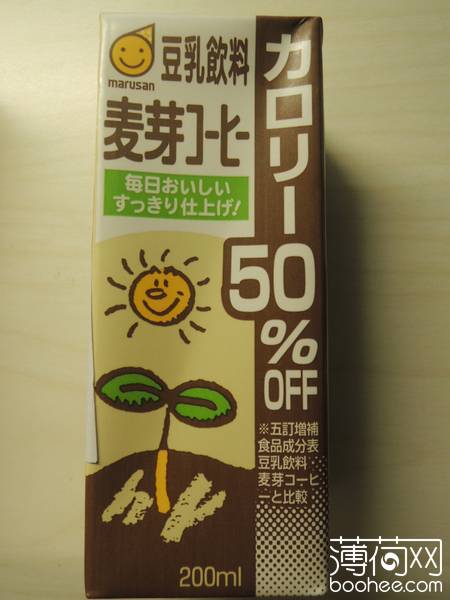 marusan
豆乳飲料
麦芽コーヒー
毎日おいしい
すっきり仕上げ!
カロリー
50
%
OFF
※五訂増補
食品成分表
豆乳飲料
麦芽コーヒ
ーと比較
200ml
薄荷网
boohee.com